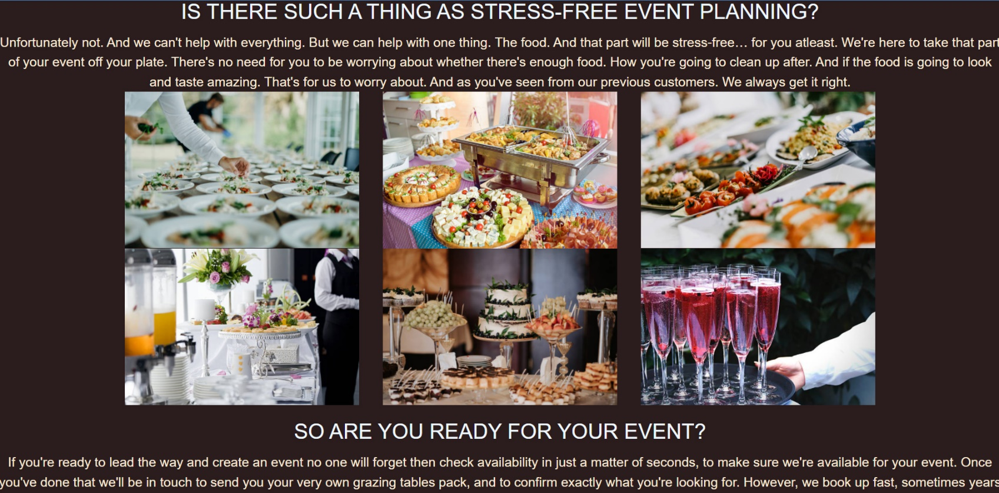 IS THERE SUCH A THING AS STRESS-FREE EVENT PLANNING?
Unfortunately not. And we can't help with everything. But we can help with one thing. The food. And that part will be stress-free… for you atleast. We're here to take that part
of your event off your plate. There's no need for you to be worrying about whether there's enough food. How you're going to clean up after. And if the food is going to look
and taste amazing. That's for us to worry about. And as you've seen from our previous customers. We always get it right.
SO ARE YOU READY FOR YOUR EVENT?
If you're ready to lead the way and create an event no one will forget then check availability in just a matter of seconds, to make sure we're available for your event. Once
you've done that we'll be in touch to send you your very own grazing tables pack, and to confirm exactly what you're looking for. However, we book up fast, sometimes years